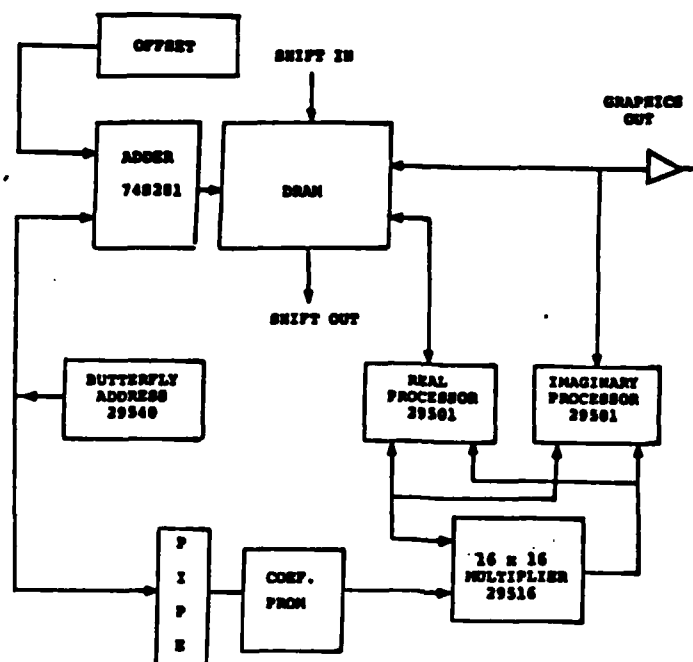 OFFSET
SHIFT IN
GRAPHICS
OUT
ADDER
74S281
DRAM
SHIFT OUT
BUTTERFLY
ADDRESS
29540
REAL
PROCESSOR
29501
IMAGINARY
PROCESSOR
29501
P
I
P
E
COEF.
PROM
16 x 16
MULTIPLIER
29516